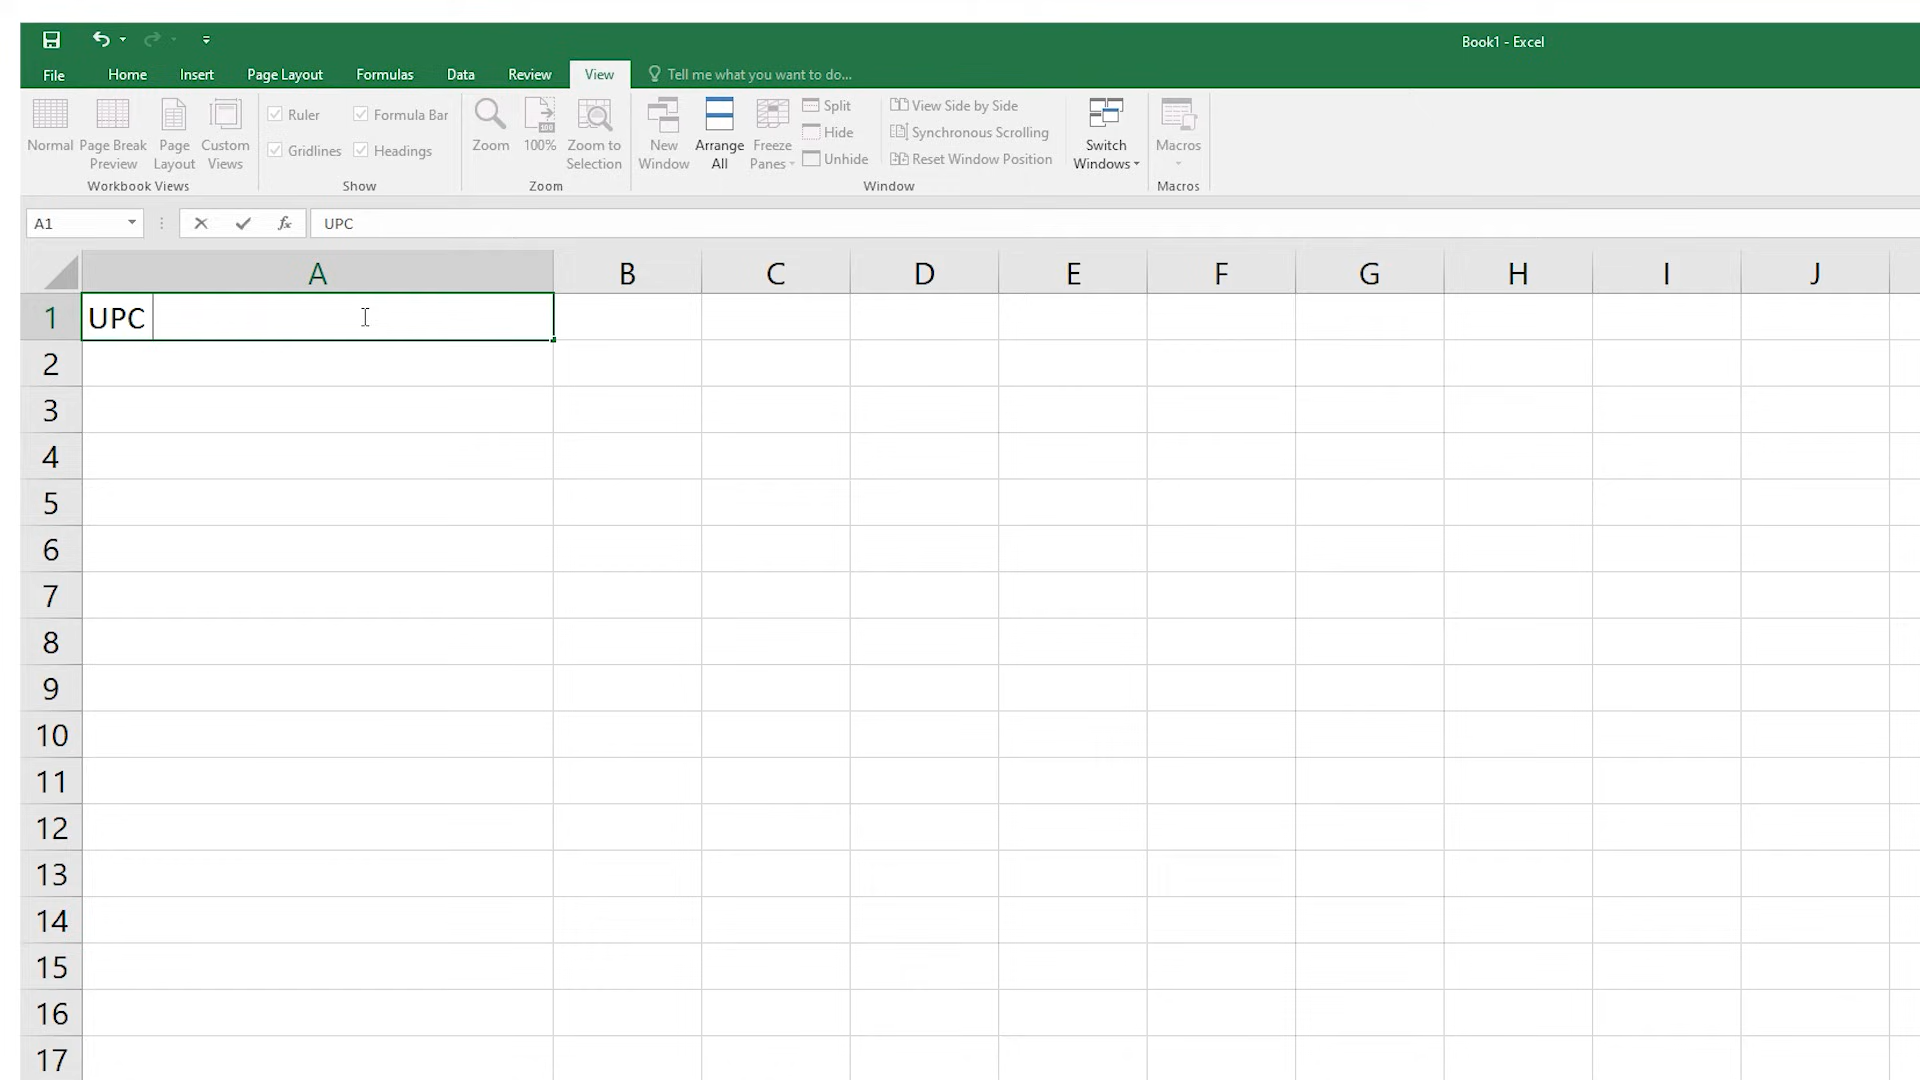 Book1 - Excel
File Home Insert Page Layout Formulas Data Review View Tell me what you want to do...
Normal Page Break Preview Page Layout Custom Views
Workbook Views
Ruler Formula Bar
Gridlines Headings
Show
Zoom 100% Zoom to Selection
Zoom
New Window Arrange All Freeze Panes
Split
Hide
Unhide
View Side by Side
Synchronous Scrolling
Reset Window Position
Switch Windows
Window
Macros
Macros
A1 fx UPC
A B C D E F G H I J
1 UPC
2
3
4
5
6
7
8
9
10
11
12
13
14
15
16
17